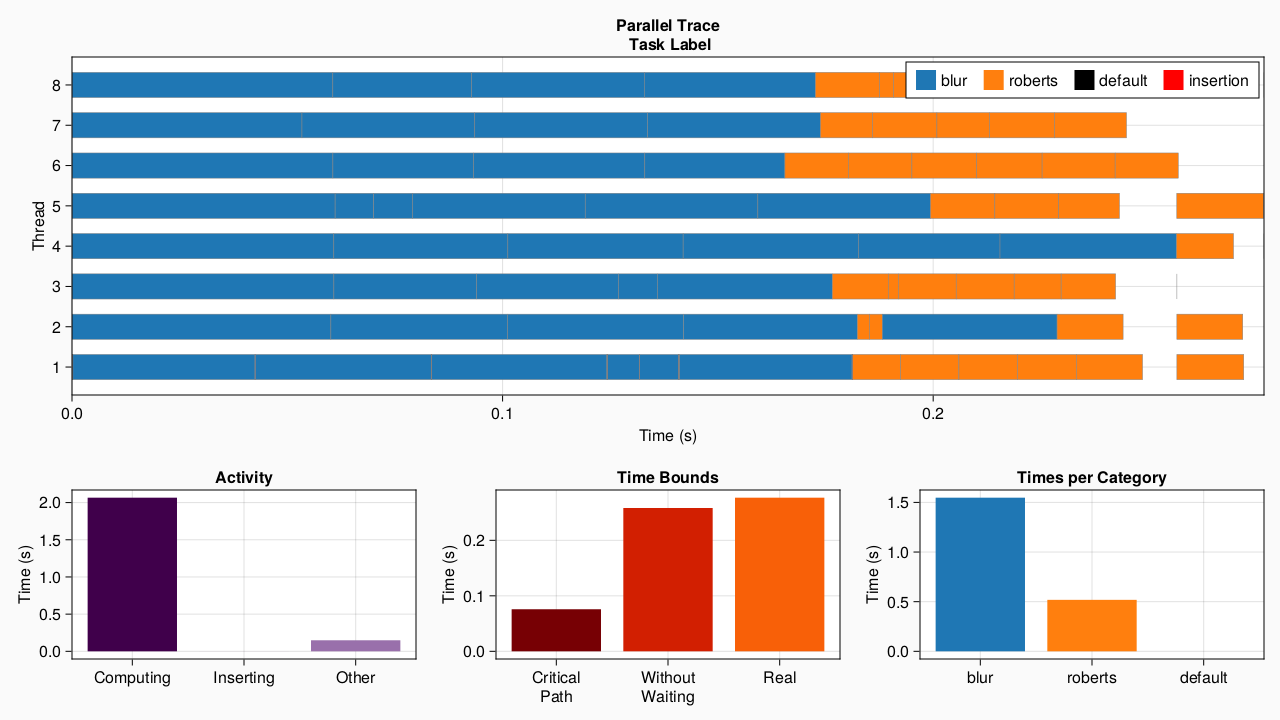 Parallel Trace
Task Label
blur roberts default insertion
Thread
8
7
6
5
4
3
2
1
0.0 0.1 0.2
Time (s)
Activity
Time (s)
2.0
1.5
1.0
0.5
0.0
Computing Inserting Other
Time Bounds
Time (s)
0.2
0.1
0.0
Critical Path Without Waiting Real
Times per Category
Time (s)
1.5
1.0
0.5
0.0
blur roberts default